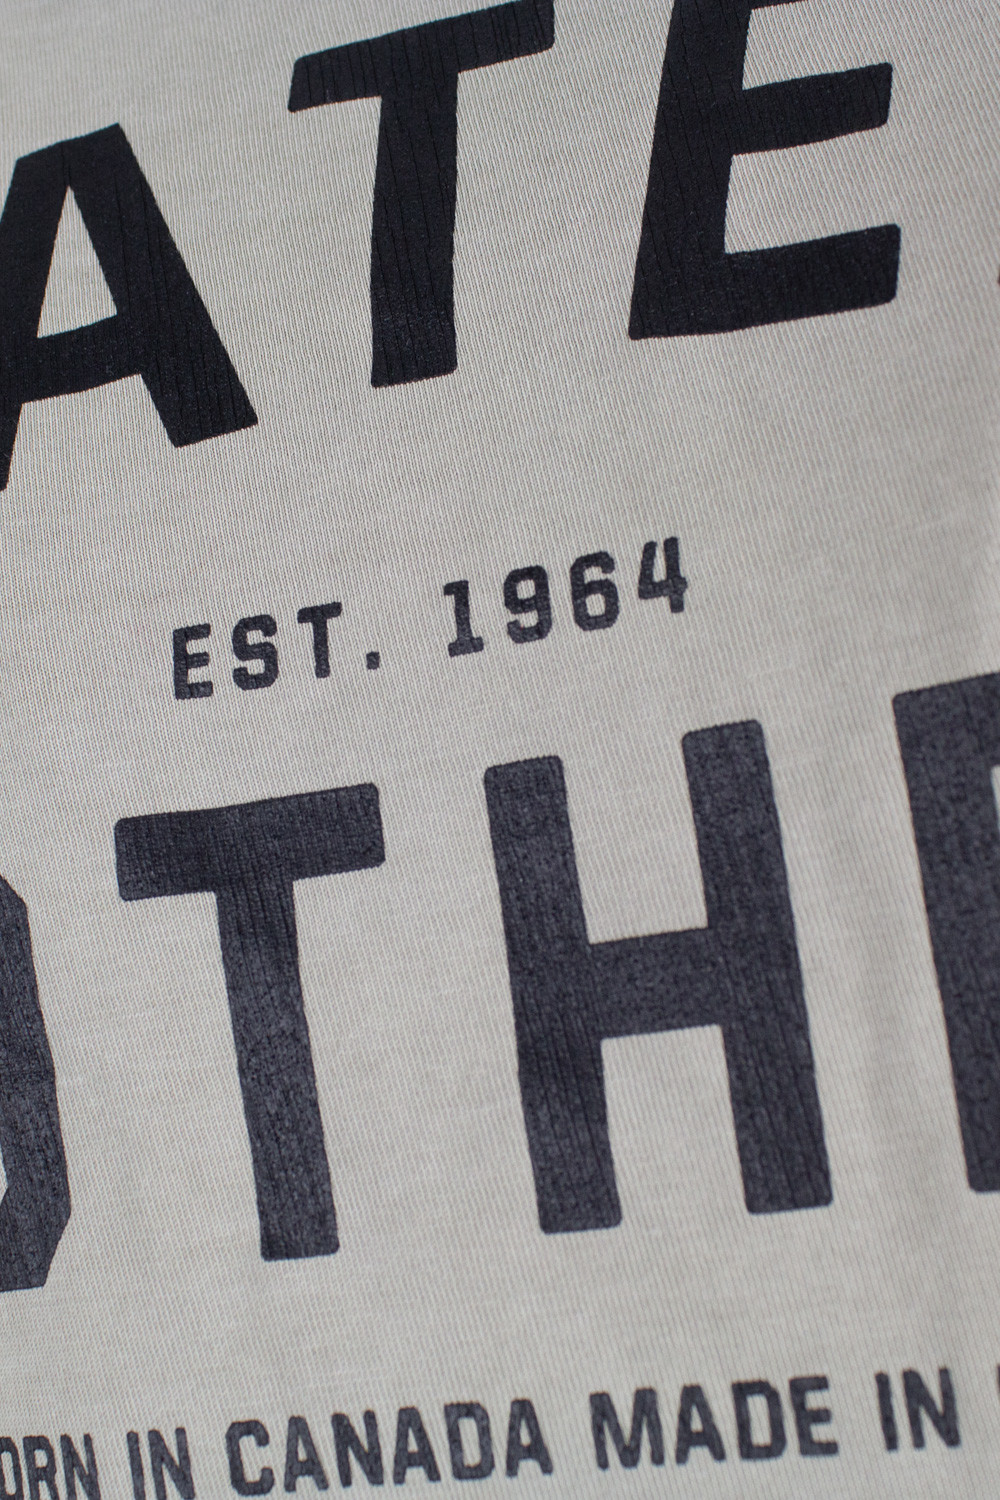 ATE
EST. 1964
OTHE
ORN IN CANADA MADE IN